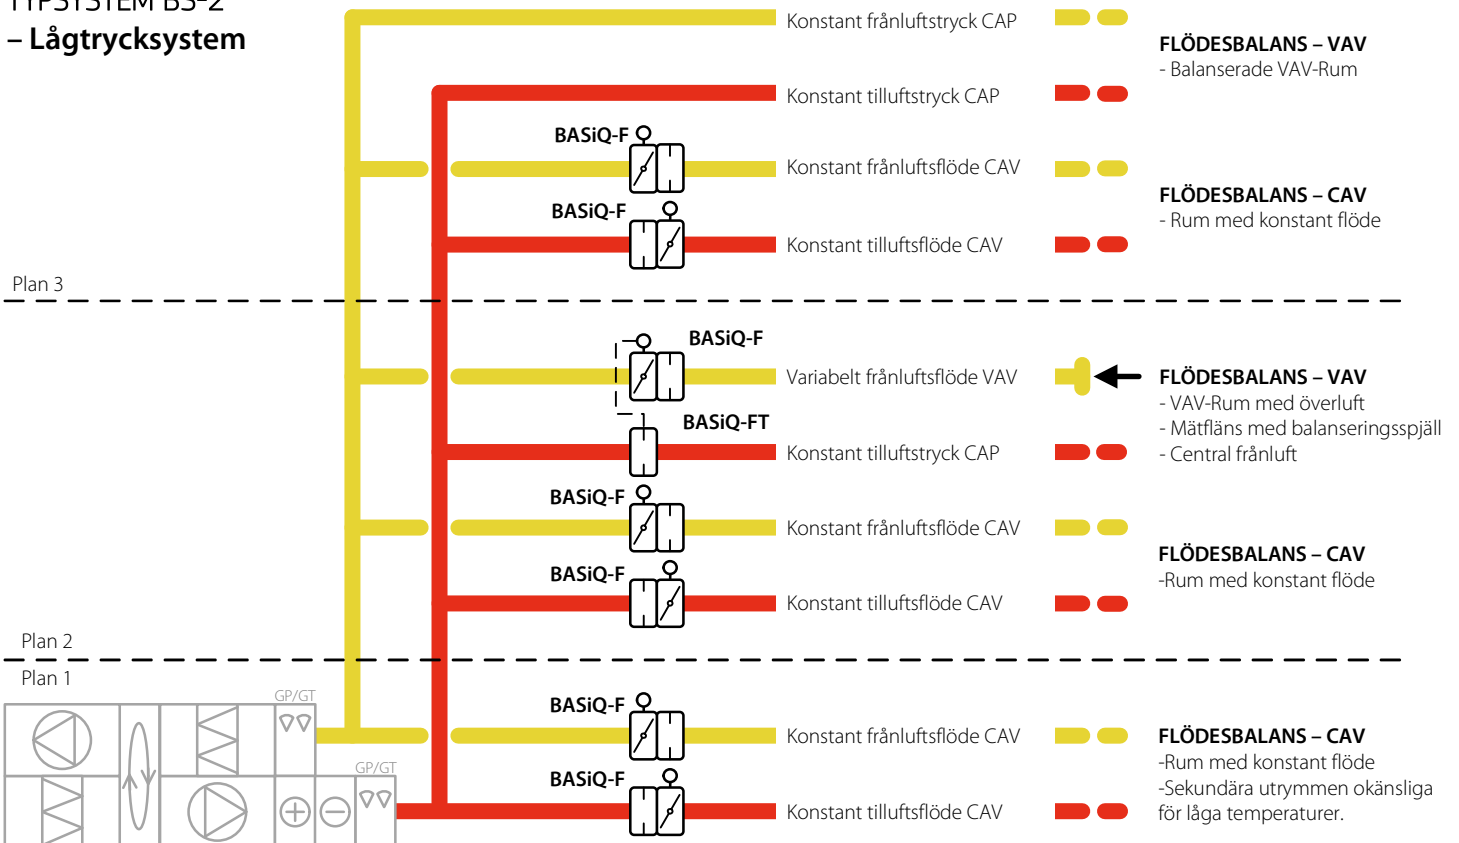 TYPSYSTEM BS-2
– Lågtrycksystem
Konstant frånluftstryck CAP
FLÖDESBALANS – VAV
- Balanserade VAV-Rum
Konstant tilluftstryck CAP
BASiQ-F
Konstant frånluftsflöde CAV
FLÖDESBALANS – CAV
- Rum med konstant flöde
BASiQ-F
Konstant tilluftsflöde CAV
Plan 3
BASiQ-F
Variabelt frånluftsflöde VAV
FLÖDESBALANS – VAV
- VAV-Rum med överluft
- Mätfläns med balanseringsspjäll
- Central frånluft
BASiQ-FT
Konstant tilluftstryck CAP
BASiQ-F
Konstant frånluftsflöde CAV
FLÖDESBALANS – CAV
-Rum med konstant flöde
BASiQ-F
Konstant tilluftsflöde CAV
Plan 2
Plan 1
GP/GT
BASiQ-F
Konstant frånluftsflöde CAV
FLÖDESBALANS – CAV
-Rum med konstant flöde
-Sekundära utrymmen okänsliga
för låga temperaturer.
GP/GT
BASiQ-F
Konstant tilluftsflöde CAV